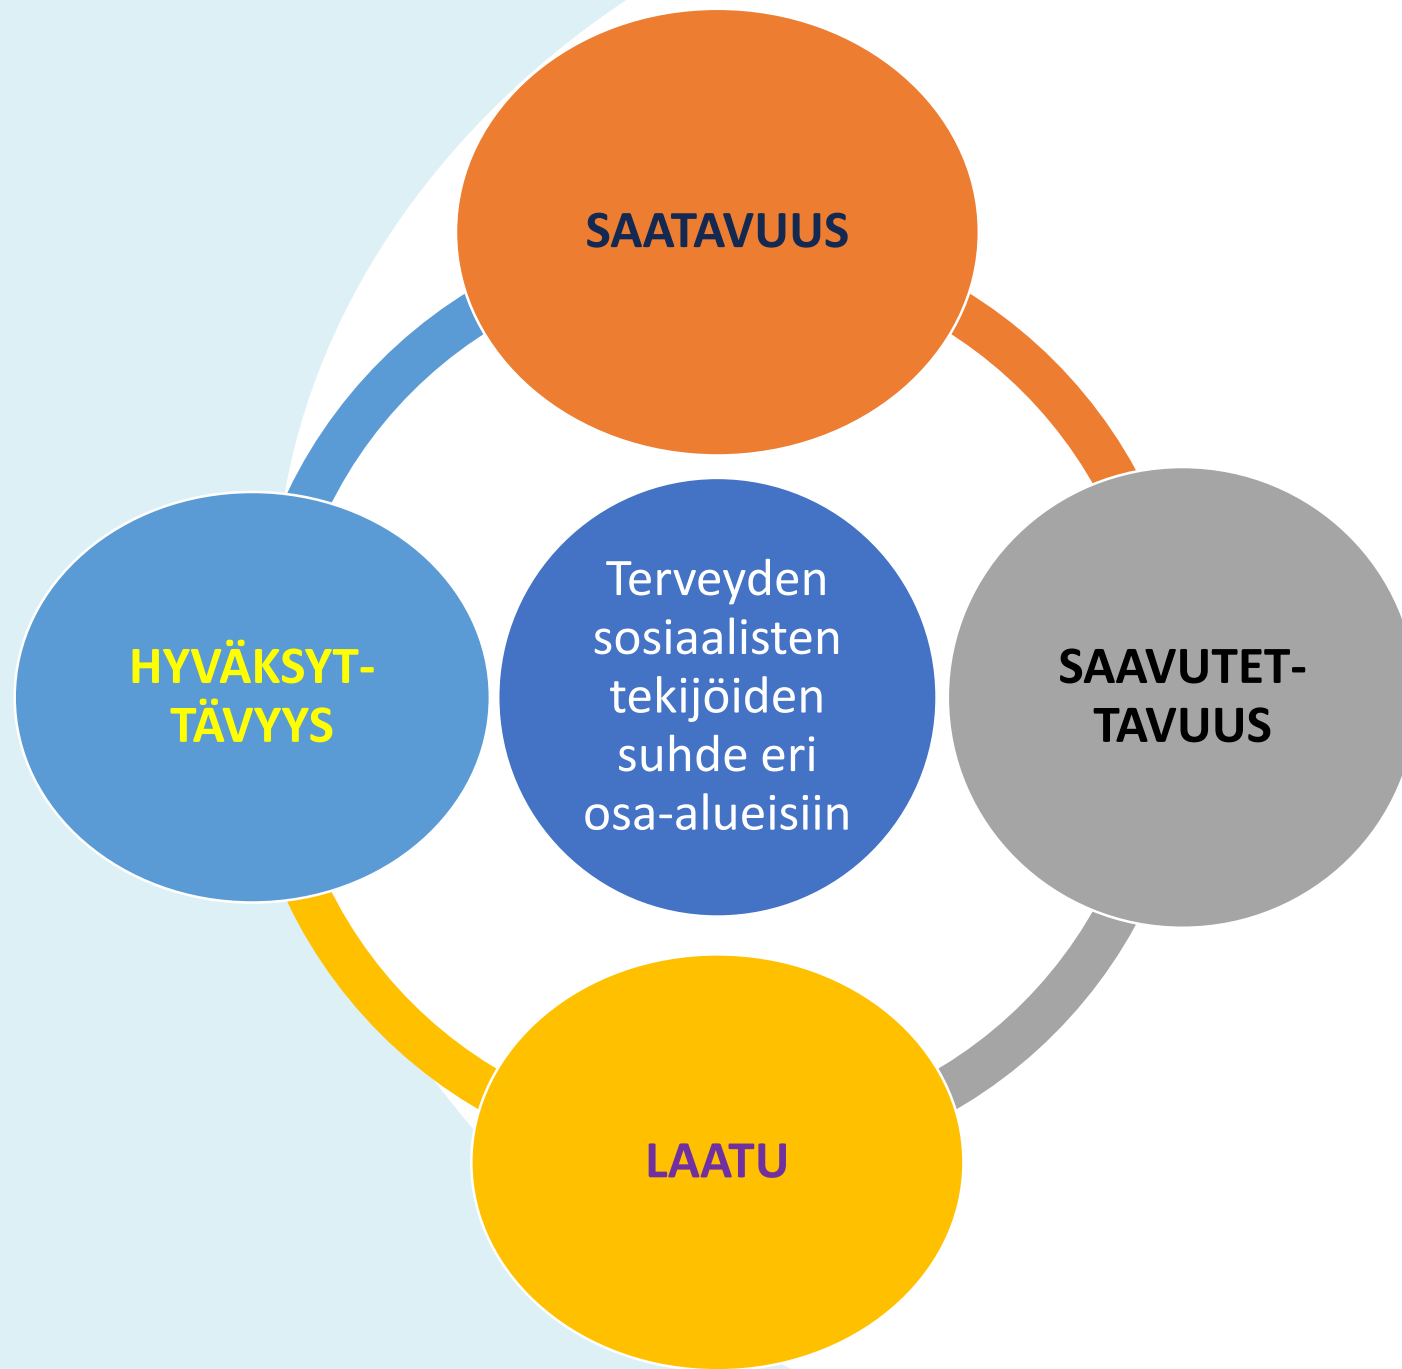 SAATAVUUS
HYVÄKSYT-
TÄVYYS
Terveyden
sosiaalisten
tekijöiden
suhde eri
osa-alueisiin
SAAVUTET-
TAVUUS
LAATU